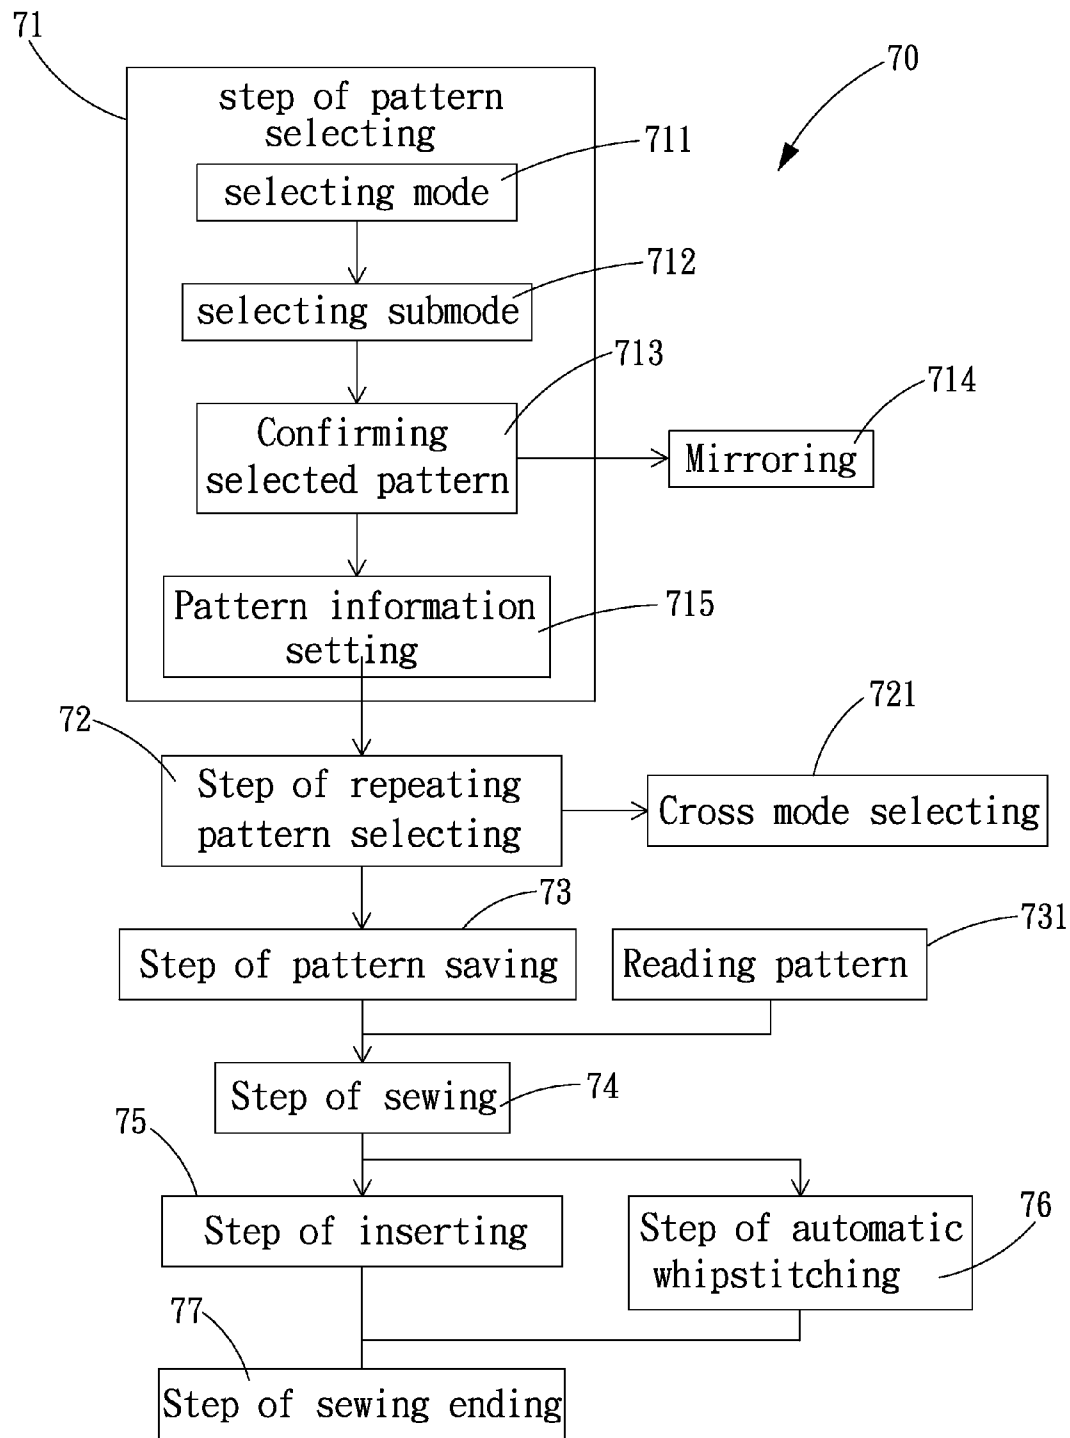 71
70
step of pattern
selecting
711
selecting mode
712
selecting submode
713
714
Confirming
selected pattern
Mirroring
715
Pattern information
setting
721
72
Step of repeating
pattern selecting
Cross mode selecting
73
731
Step of pattern saving
Reading pattern
74
Step of sewing
75
76
Step of inserting
Step of automatic
whipstitching
77
Step of sewing ending